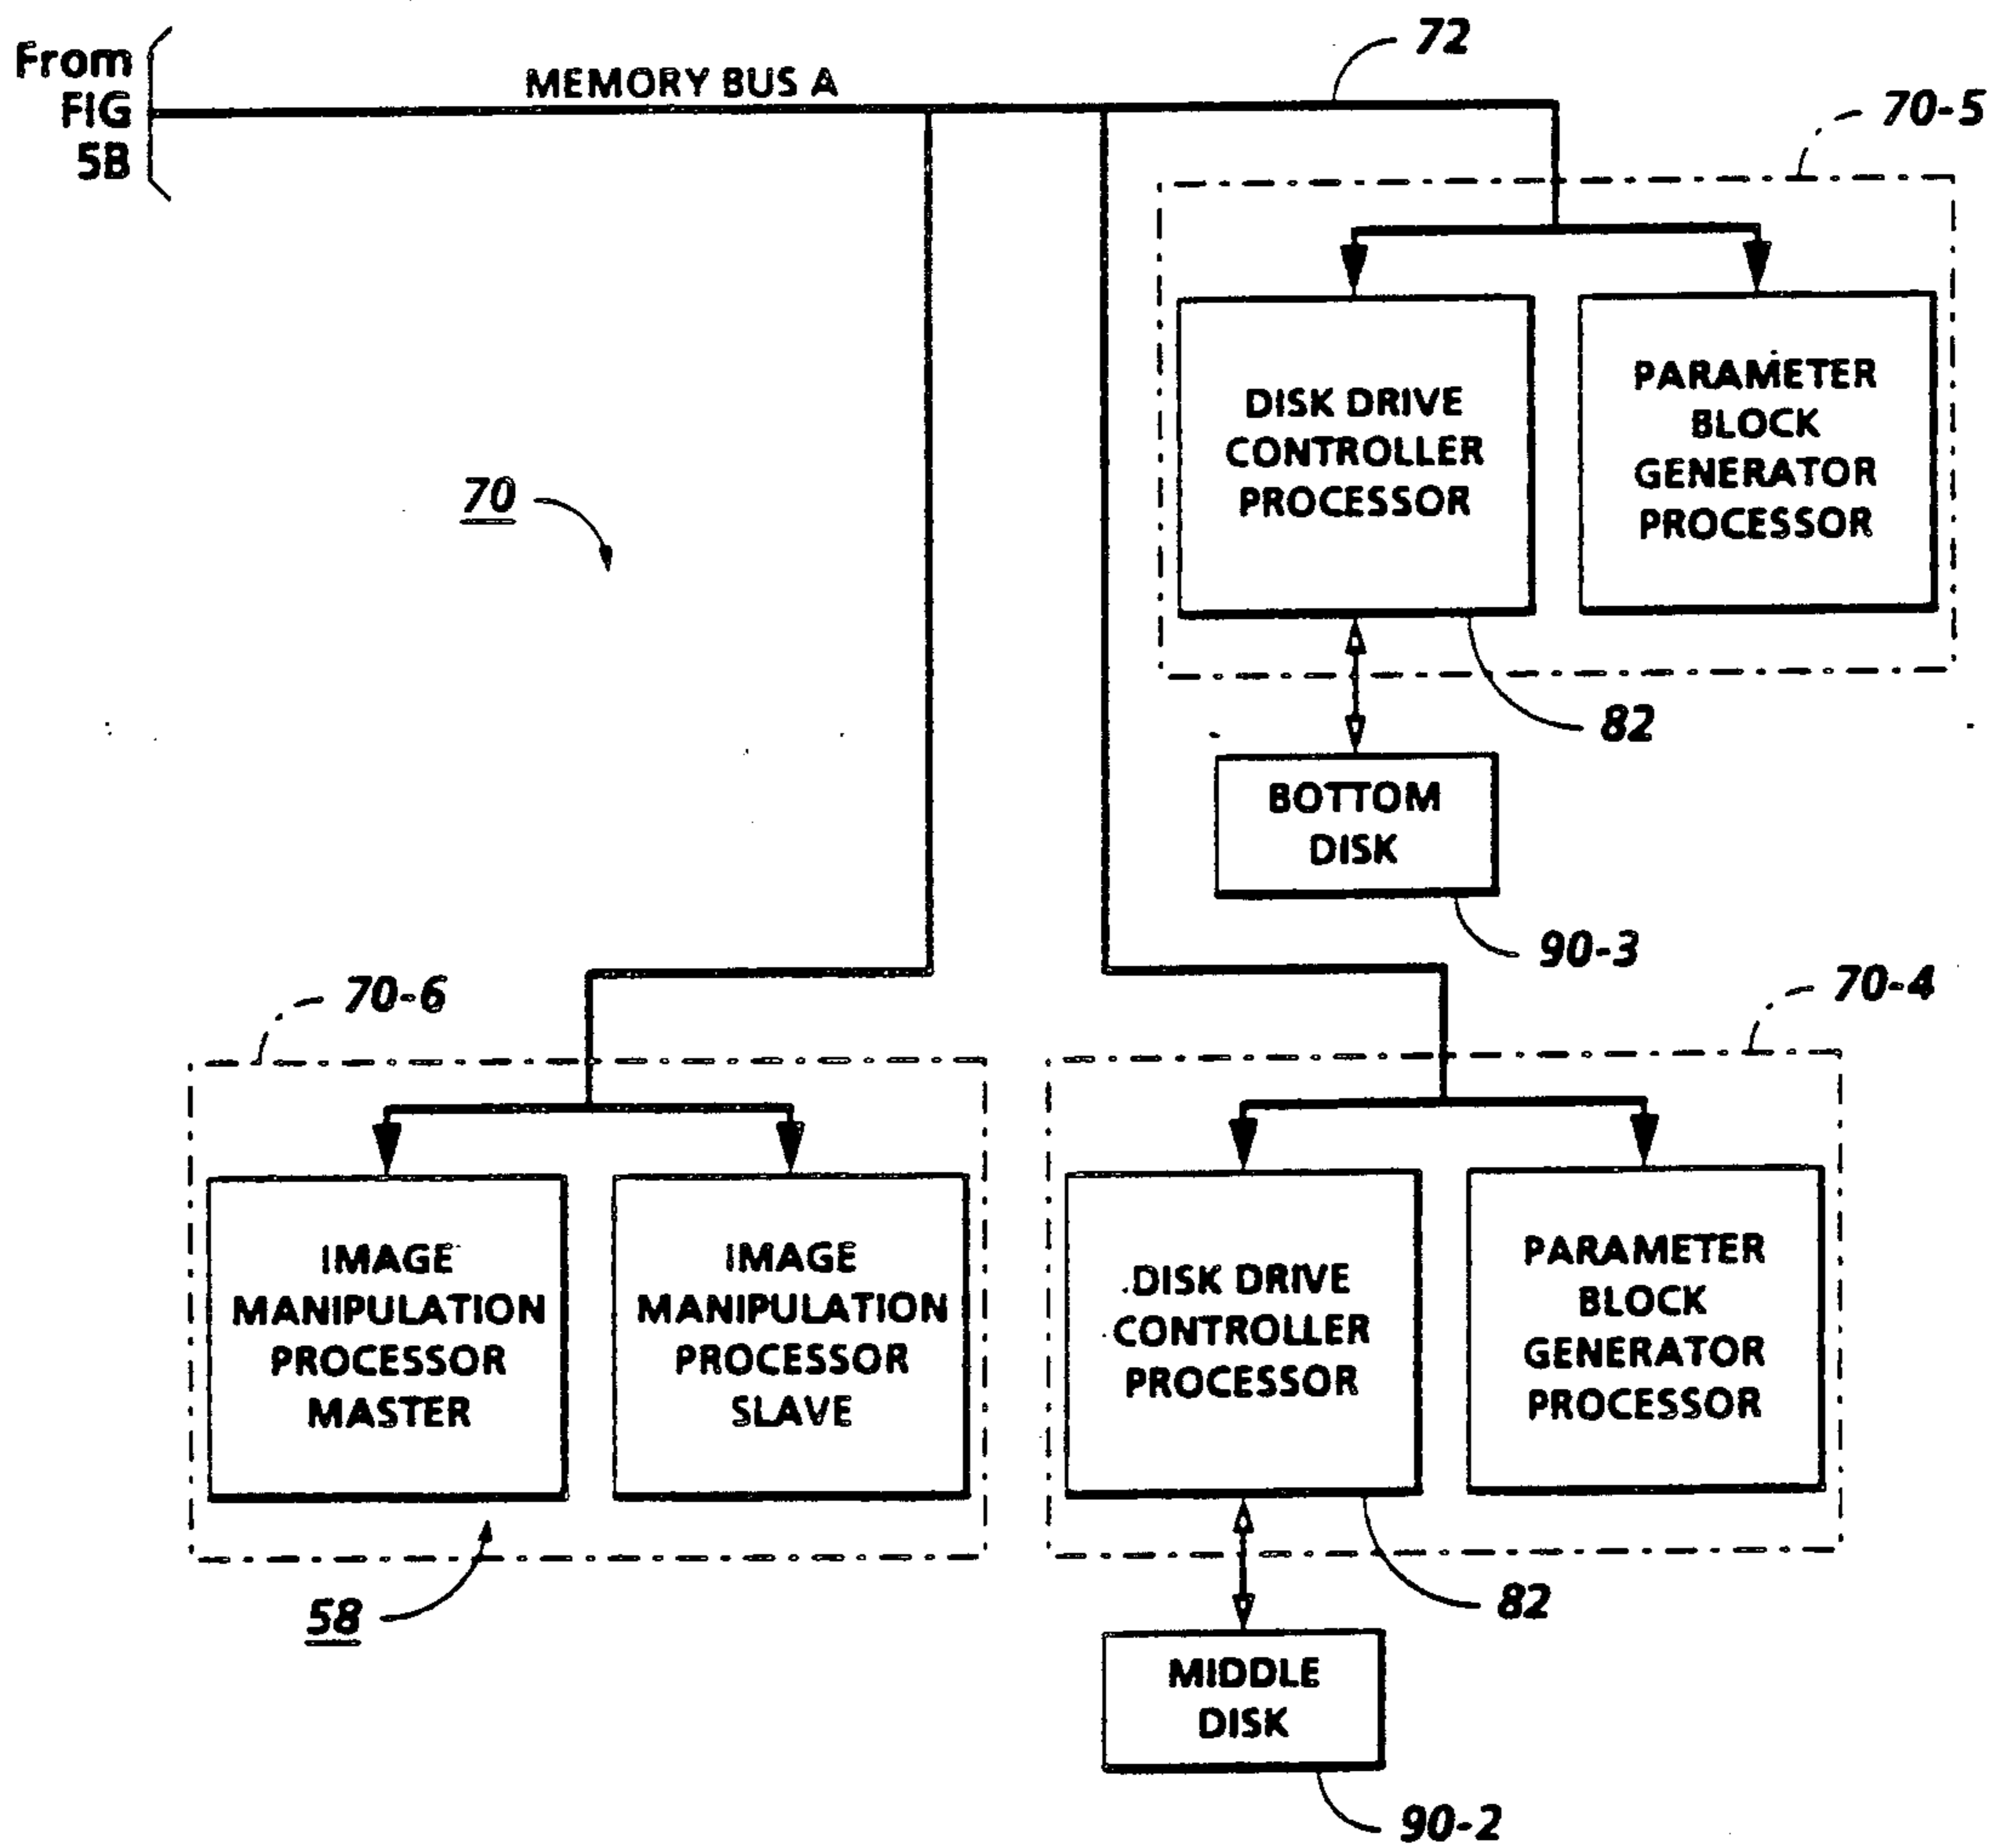 From
FIG
5B
MEMORY BUS A
72
70-5
DISK DRIVE
CONTROLLER
PROCESSOR
PARAMETER
BLOCK
GENERATOR
PROCESSOR
70
82
BOTTOM
DISK
90-3
70-6
70-4
IMAGE
MANIPULATION
PROCESSOR
MASTER
IMAGE
MANIPULATION
PROCESSOR
SLAVE
DISK DRIVE
CONTROLLER
PROCESSOR
PARAMETER
BLOCK
GENERATOR
PROCESSOR
58
82
MIDDLE
DISK
90-2